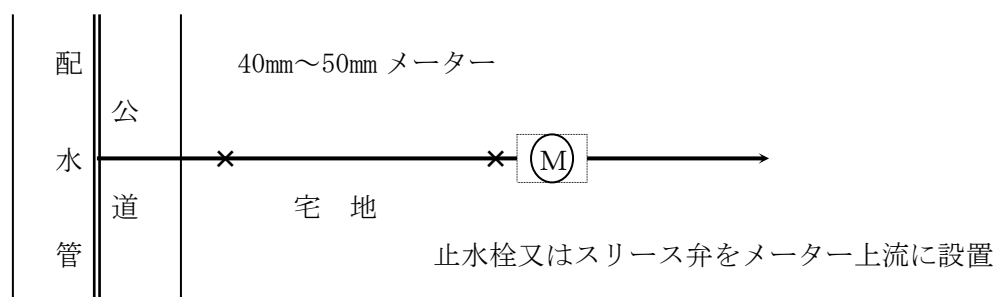 配水管
公道
40mm～50mm メーター
M
宅 地
止水栓又はスリース弁をメーター上流に設置